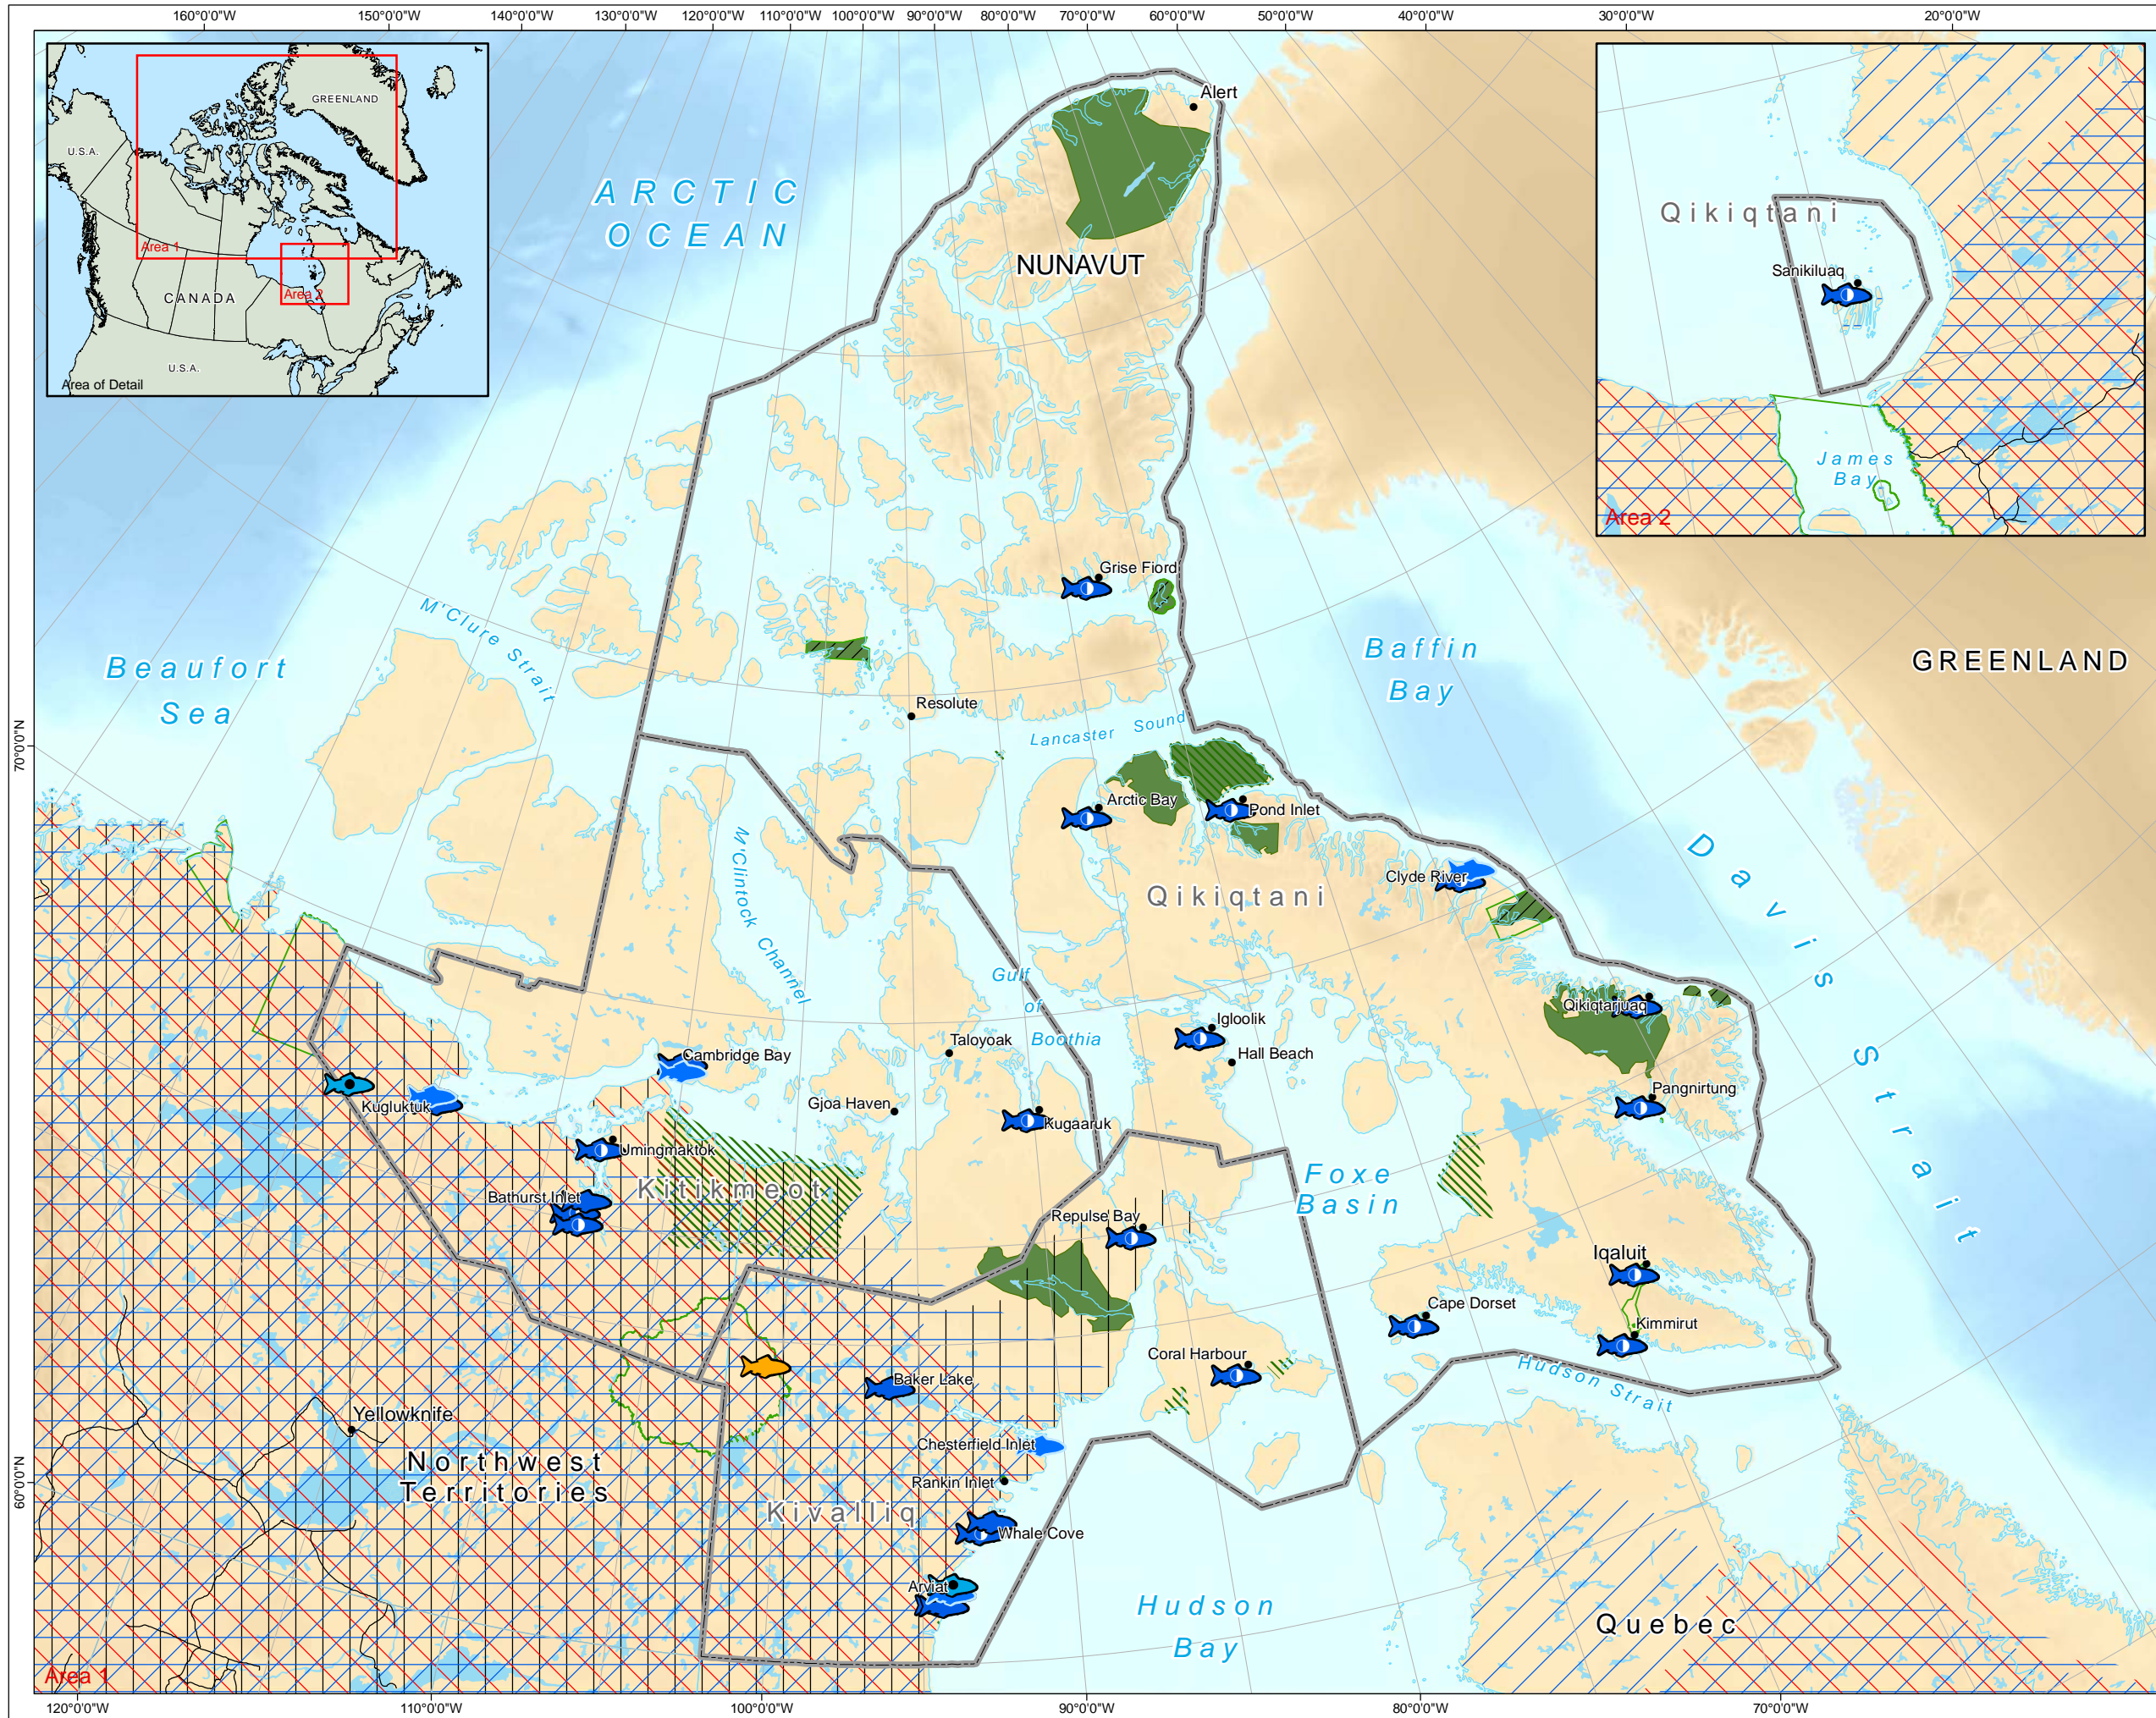 160°0'0"W
150°0'0"W
140°0'0"W
130°0'0"W
120°0'0"W
110°0'0"W
100°0'0"W
90°0'0"W
80°0'0"W
70°0'0"W
60°0'0"W
50°0'0"W
40°0'0"W
30°0'0"W
20°0'0"W
GREENLAND
U.S.A.
Area 1
Area 2
CANADA
U.S.A.
Area of Detail
ARCTIC
OCEAN
Alert
NUNAVUT
Qikiqtani
Sanikiluaq
James
Bay
Area 2
Grise Fiord
M'Clure Strait
Beaufort
Sea
Baffin
Bay
GREENLAND
Resolute
Lancaster Sound
70°0'0"N
Arctic Bay
Pond Inlet
M'Clintock Channel
Clyde River
Qikiqtani
Davis Strait
Gulf
of
Boothia
Qikiqtarjuaq
Igloolik
Taloyoak
Hall Beach
Cambridge Bay
Pangnirtung
Gjoa Haven
Kugluktuk
Kugaaruk
Umingmaktok
Kitikmeot
Foxe
Basin
Bathurst Inlet
Repulse Bay
Iqaluit
Cape Dorset
Kimmirut
Coral Harbour
Hudson Strait
Baker Lake
Yellowknife
Northwest
Territories
Chesterfield Inlet
Rankin Inlet
60°0'0"N
Kivalliq
Whale Cove
Arviat
Hudson
Bay
Quebec
Area 1
120°0'0"W
110°0'0"W
100°0'0"W
90°0'0"W
80°0'0"W
70°0'0"W